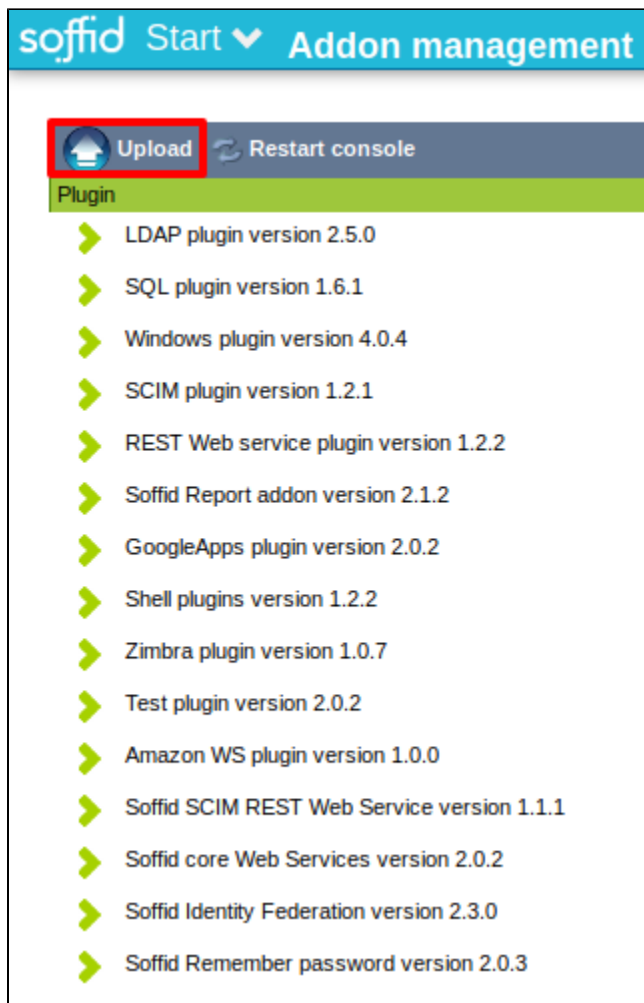 soffid Start Addon management
Upload Restart console
Plugin
LDAP plugin version 2.5.0
SQL plugin version 1.6.1
Windows plugin version 4.0.4
SCIM plugin version 1.2.1
REST Web service plugin version 1.2.2
Soffid Report addon version 2.1.2
GoogleApps plugin version 2.0.2
Shell plugins version 1.2.2
Zimbra plugin version 1.0.7
Test plugin version 2.0.2
Amazon WS plugin version 1.0.0
Soffid SCIM REST Web Service version 1.1.1
Soffid core Web Services version 2.0.2
Soffid Identity Federation version 2.3.0
Soffid Remember password version 2.0.3